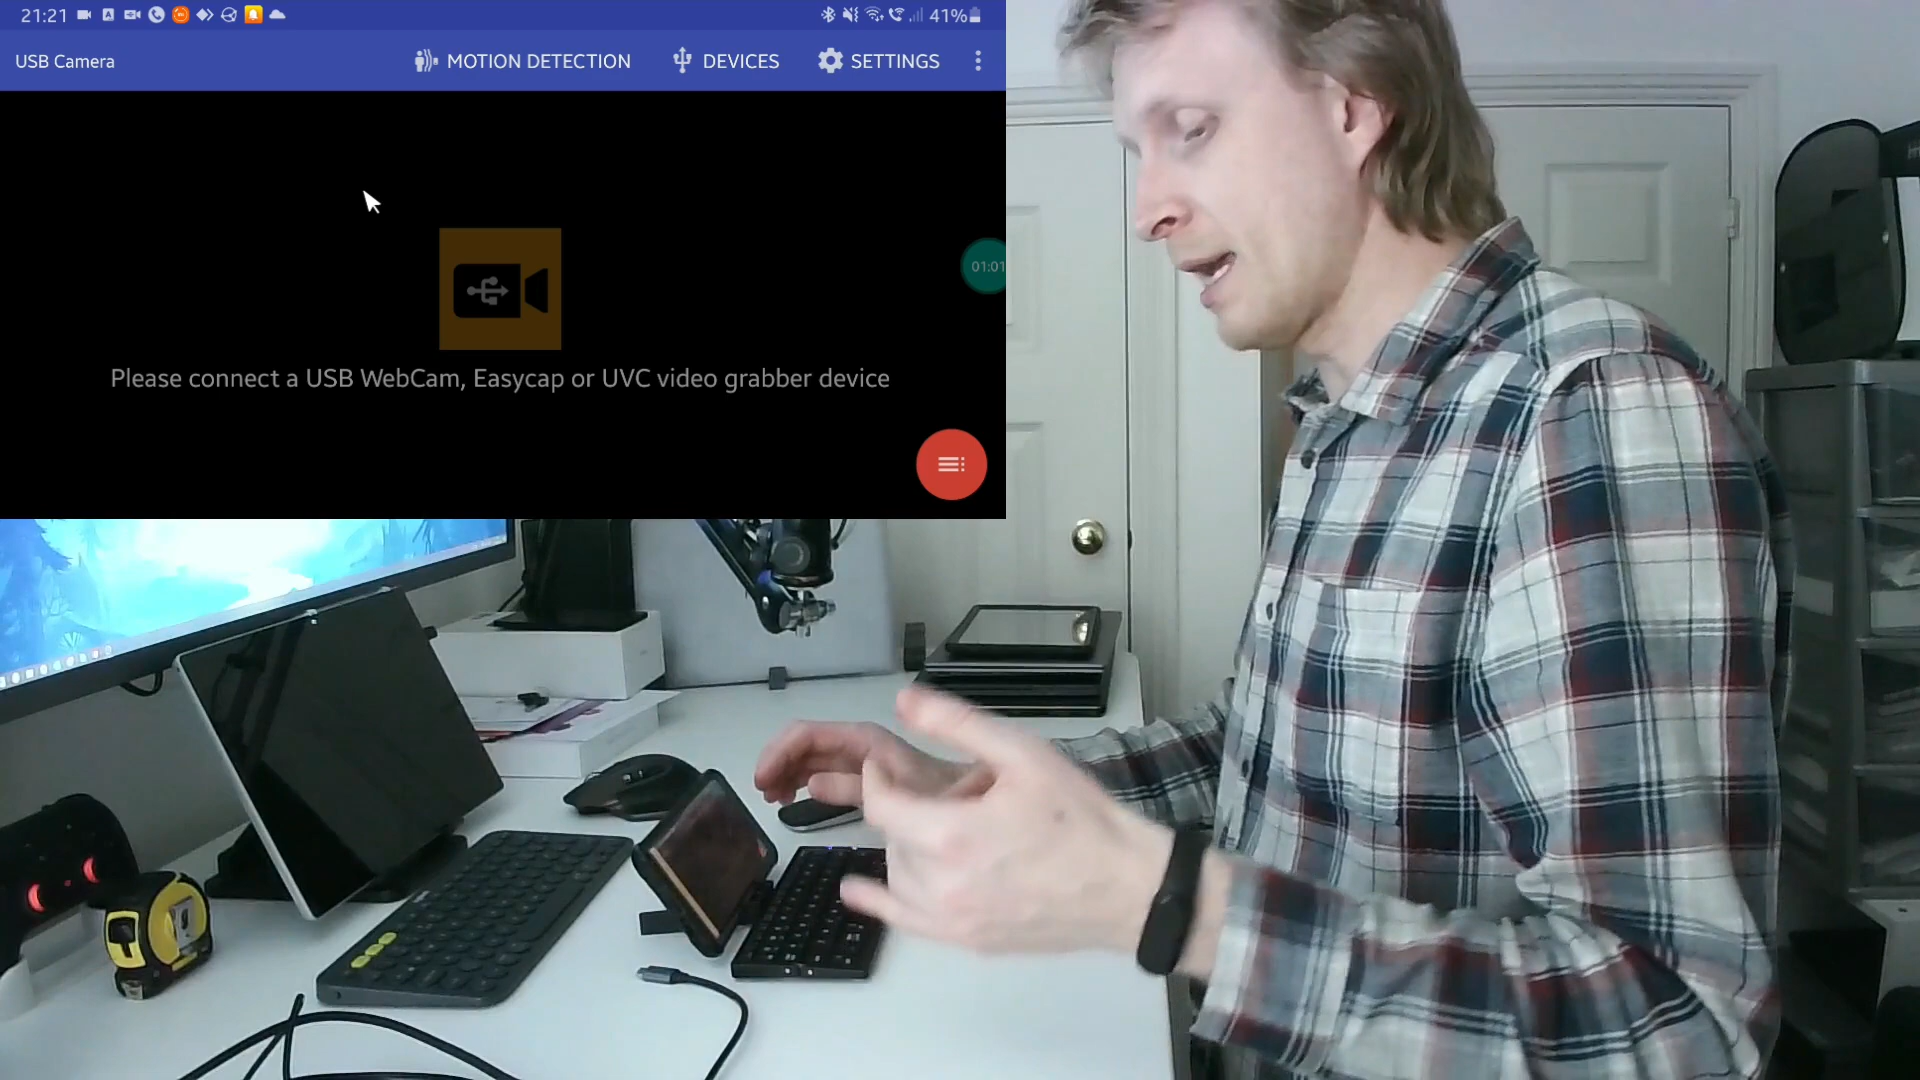 21:21
41%
USB Camera
MOTION DETECTION
DEVICES
SETTINGS
01:01
Please connect a USB WebCam, Easycap or UVC video grabber device